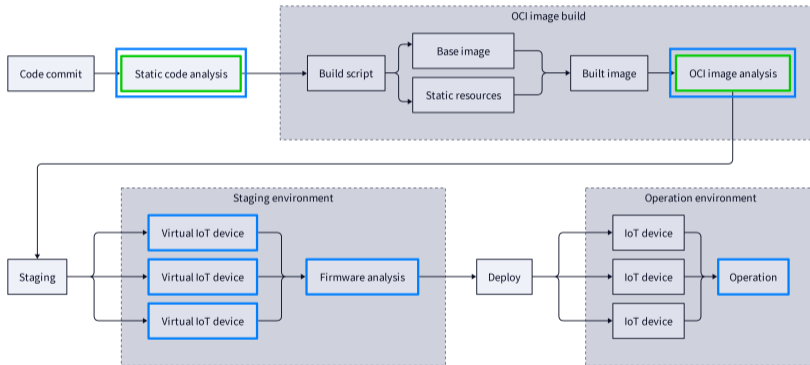 OCI image build
Code commit
Static code analysis
Build script
Base image
Static resources
Built image
OCI image analysis
Staging environment
Operation environment
Staging
Virtual IoT device
Virtual IoT device
Virtual IoT device
Firmware analysis
Deploy
IoT device
IoT device
IoT device
Operation